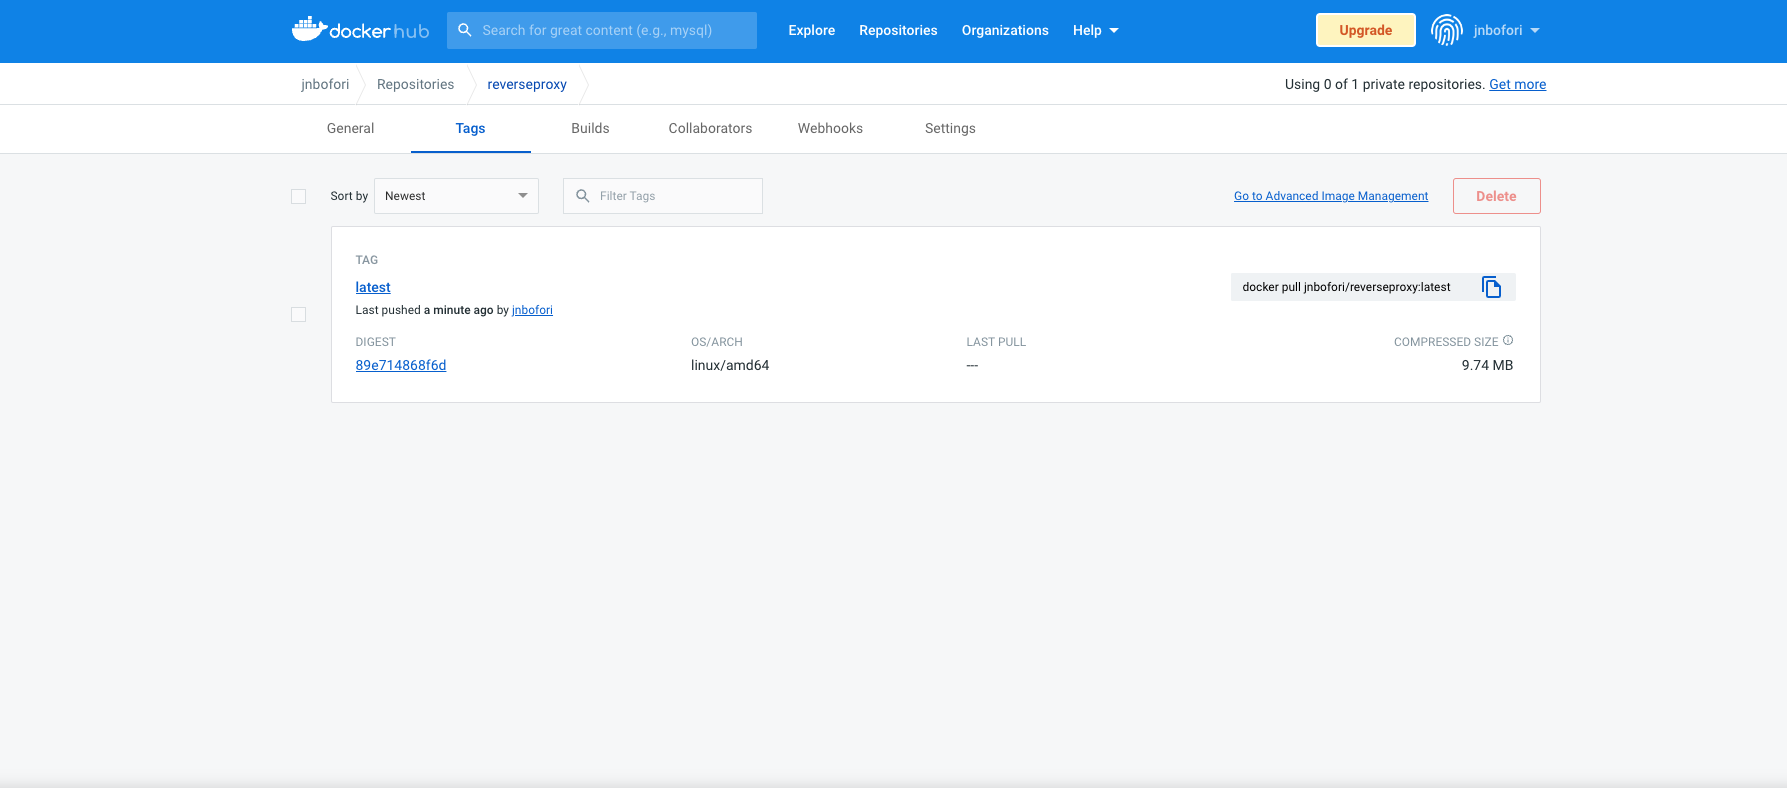 dockerhub Search for great content (e.g., mysql) Explore Repositories Organizations Help Upgrade jnbofori
jnbofori Repositories reverseproxy Using 0 of 1 private repositories. Get more
General Tags Builds Collaborators Webhooks Settings
Sort by Newest Filter Tags Go to Advanced Image Management Delete
TAG
latest docker pull jnbofori/reverseproxy:latest
Last pushed a minute ago by jnbofori
DIGEST OS/ARCH LAST PULL COMPRESSED SIZE
89e714868f6d linux/amd64 --- 9.74 MB